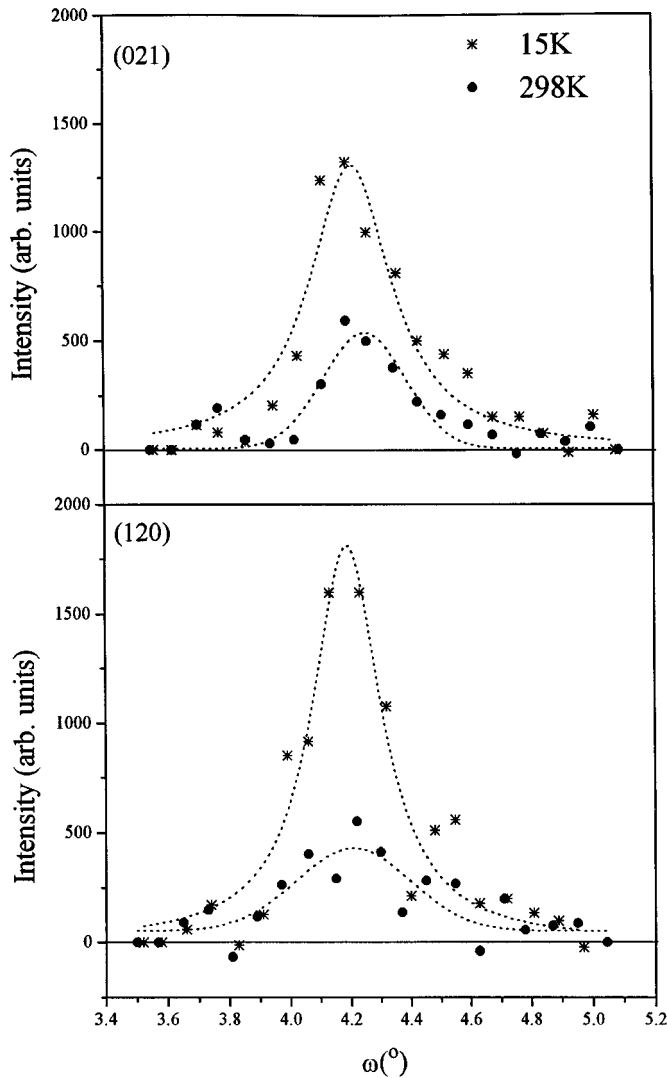 2000
(021)
* 15K
● 298K
1500
1000
500
0
Intensity (arb. units)
2000
(120)
1500
1000
500
0
Intensity (arb. units)
3.4 3.6 3.8 4.0 4.2 4.4 4.6 4.8 5.0 5.2
ω(°)